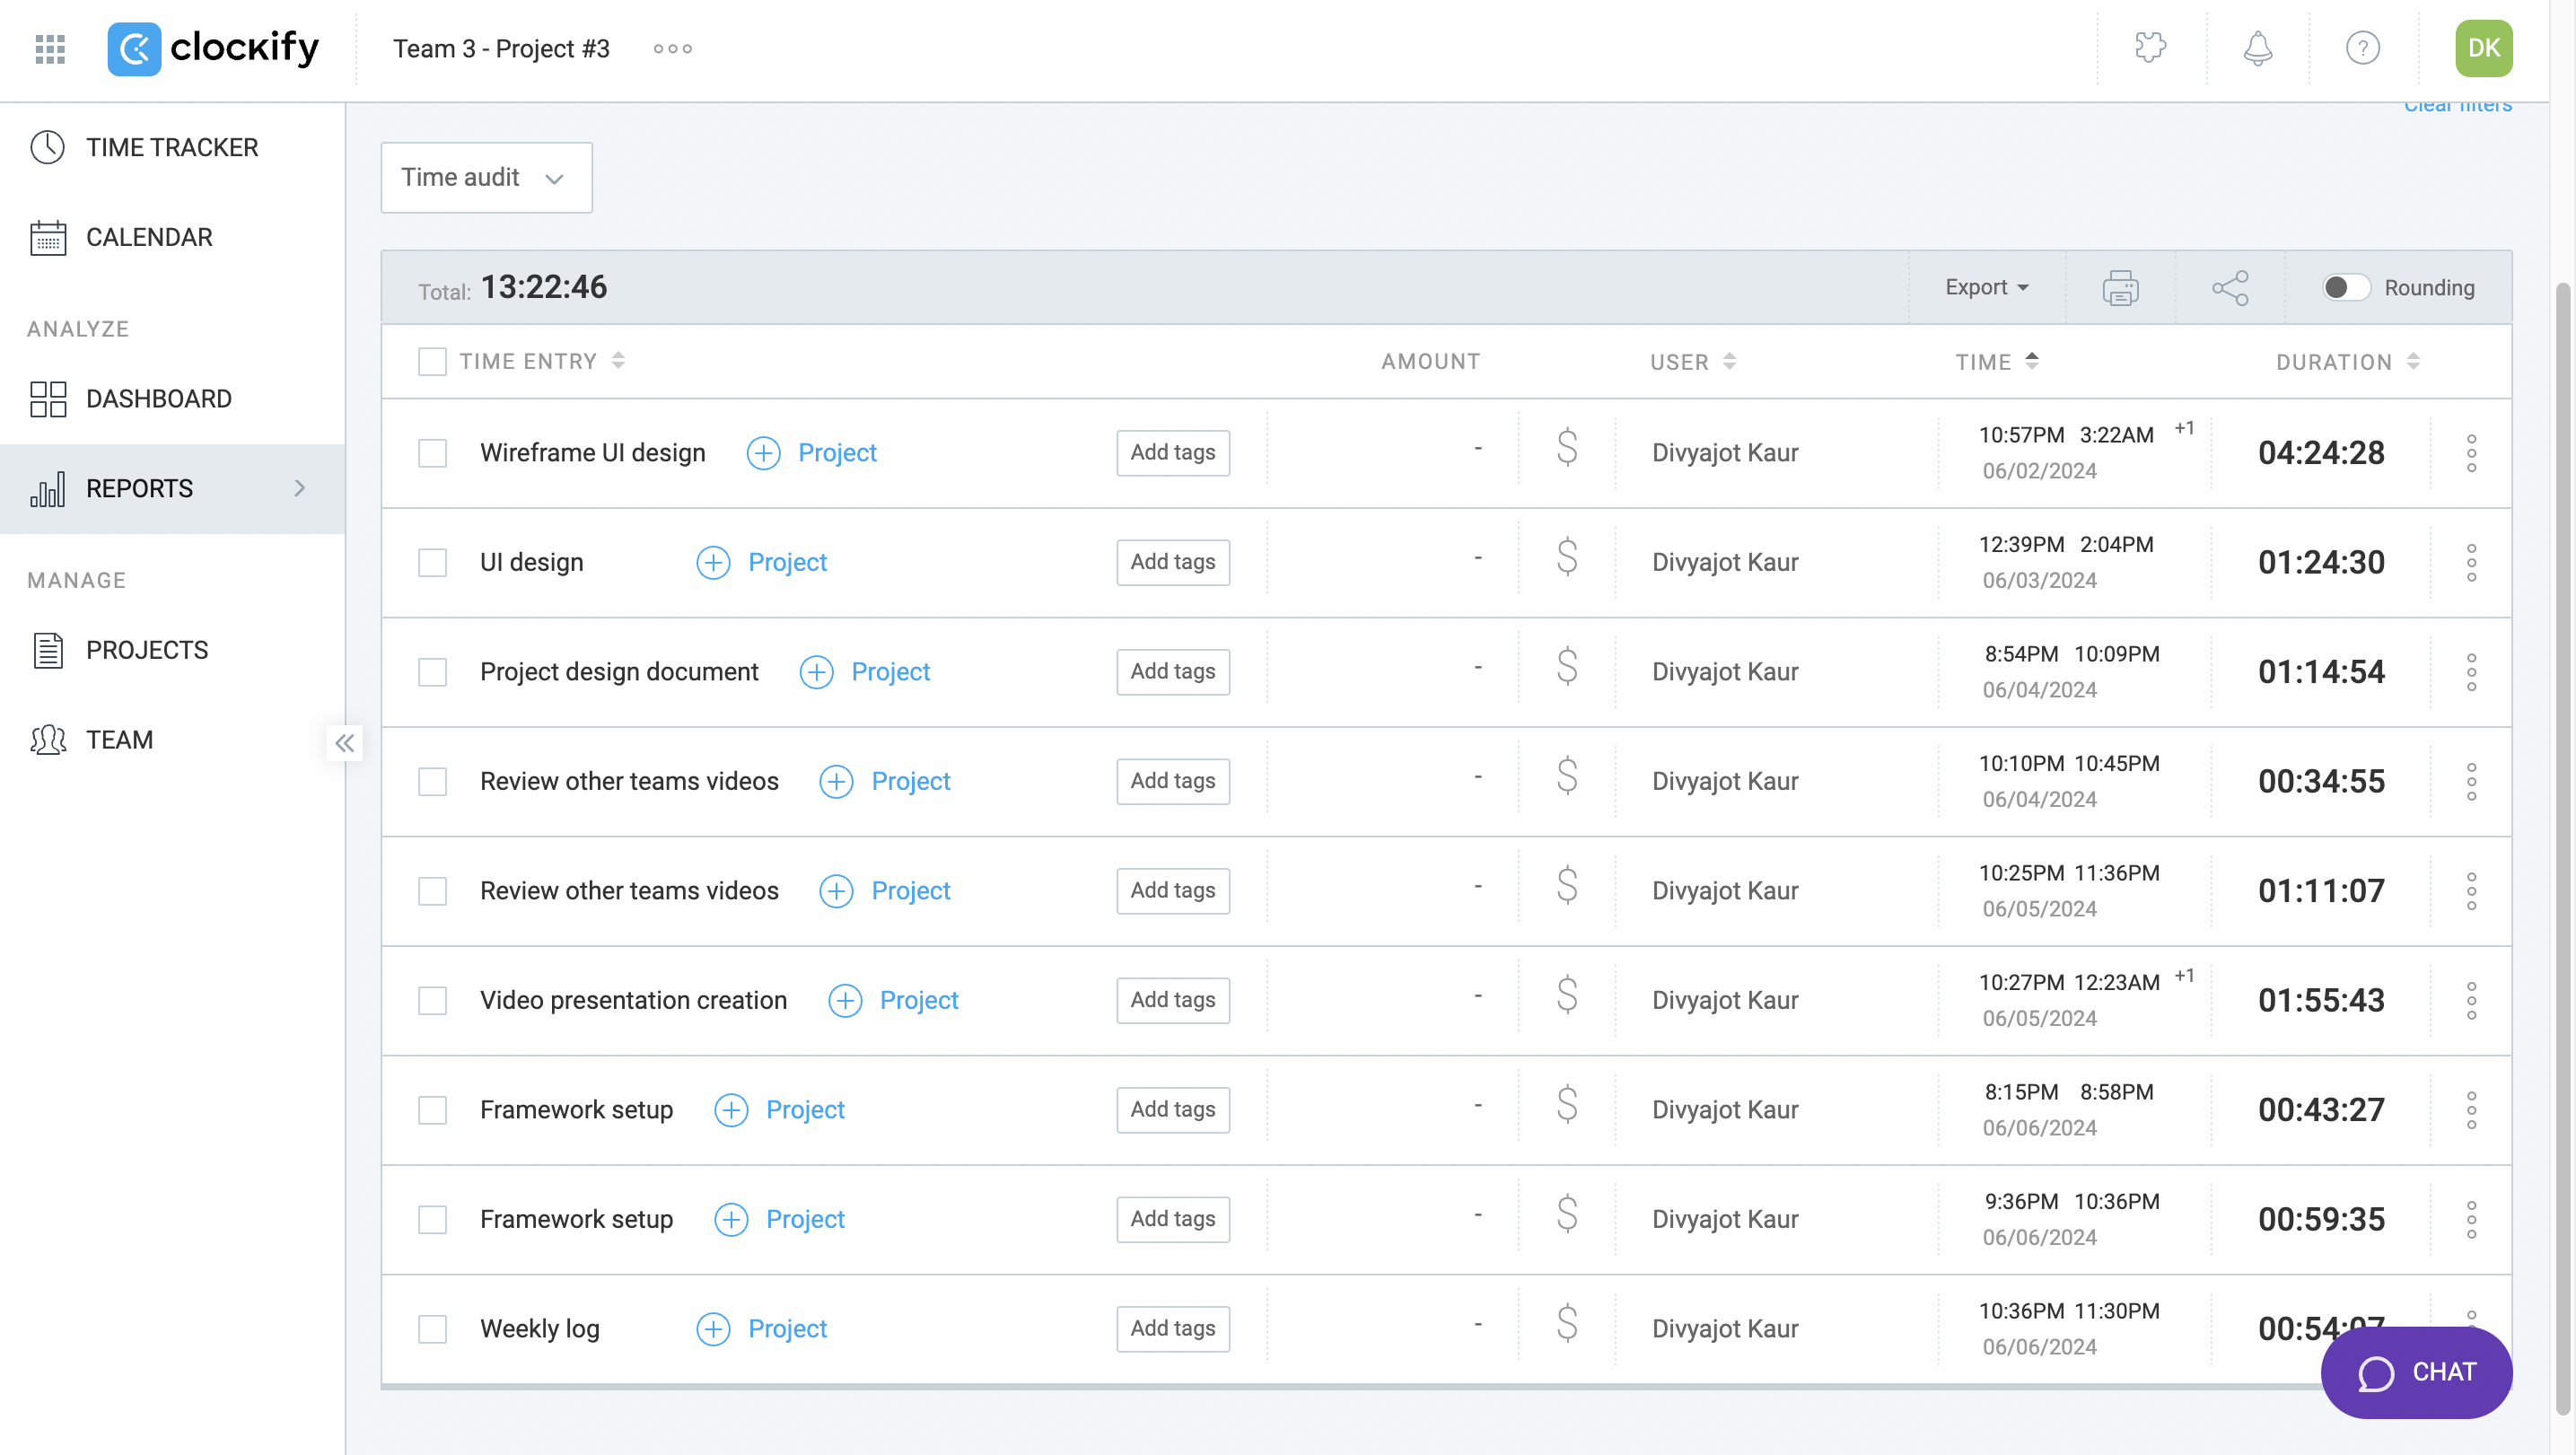 clockify
Team 3 - Project #3
DK
Clear filters
TIME TRACKER
CALENDAR
ANALYZE
DASHBOARD
REPORTS
MANAGE
PROJECTS
TEAM
Time audit
Total: 13:22:46
Export
Rounding
TIME ENTRY AMOUNT USER TIME DURATION
Wireframe UI design Project Add tags - $ Divyajot Kaur 10:57PM 3:22AM +1 04:24:28
06/02/2024
UI design Project Add tags - $ Divyajot Kaur 12:39PM 2:04PM 01:24:30
06/03/2024
Project design document Project Add tags - $ Divyajot Kaur 8:54PM 10:09PM 01:14:54
06/04/2024
Review other teams videos Project Add tags - $ Divyajot Kaur 10:10PM 10:45PM 00:34:55
06/04/2024
Review other teams videos Project Add tags - $ Divyajot Kaur 10:25PM 11:36PM 01:11:07
06/05/2024
Video presentation creation Project Add tags - $ Divyajot Kaur 10:27PM 12:23AM +1 01:55:43
06/05/2024
Framework setup Project Add tags - $ Divyajot Kaur 8:15PM 8:58PM 00:43:27
06/06/2024
Framework setup Project Add tags - $ Divyajot Kaur 9:36PM 10:36PM 00:59:35
06/06/2024
Weekly log Project Add tags - $ Divyajot Kaur 10:36PM 11:30PM 00:54:07
06/06/2024
CHAT